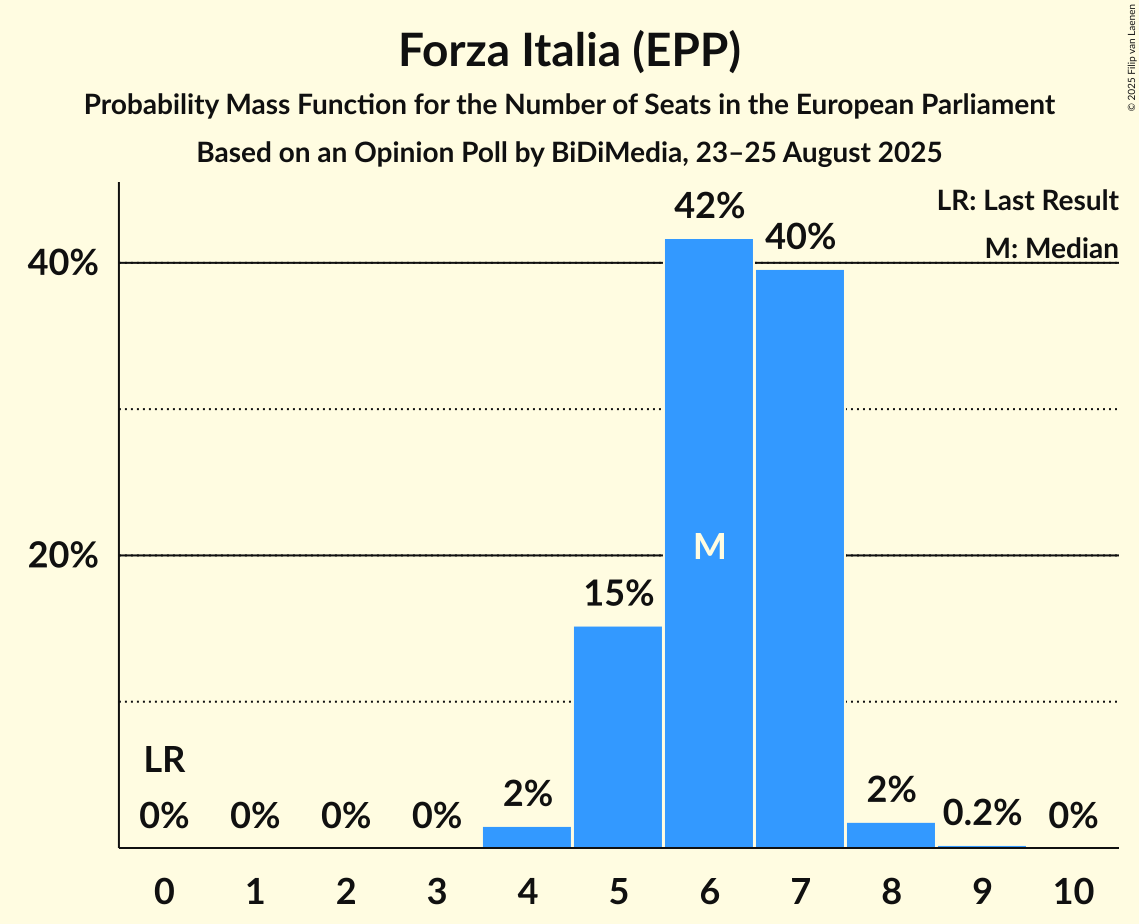 Forza Italia (EPP)
Probability Mass Function for the Number of Seats in the European Parliament
Based on an Opinion Poll by BiDiMedia, 23–25 August 2025
© 2025 Filip van Laenen
LR: Last Result
M: Median
40%
20%
LR
0%
0%
0%
0%
2%
15%
42%
M
40%
2%
0.2%
0%
0 1 2 3 4 5 6 7 8 9 10